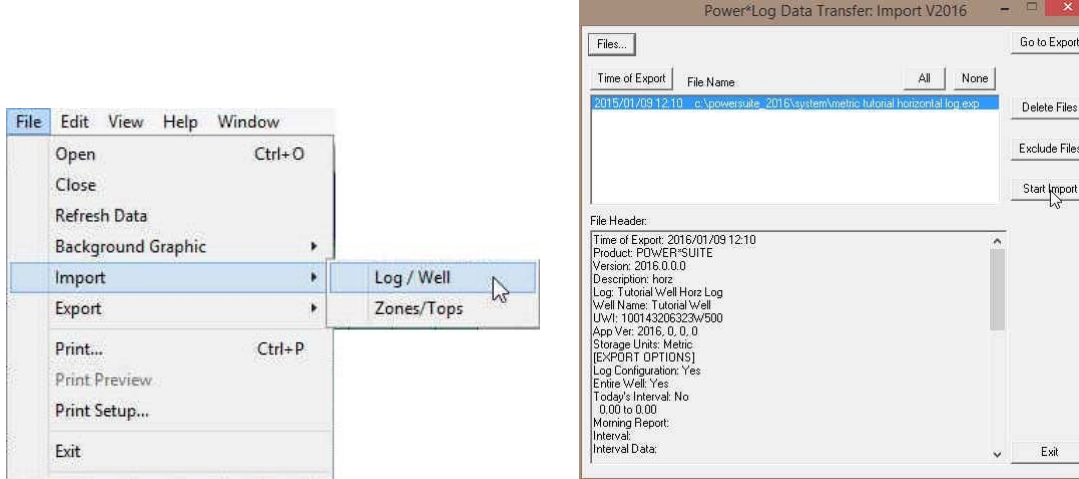 File Edit View Help Window
Open Ctrl+O
Close
Refresh Data
Background Graphic
Import
Log / Well
Export
Zones/Tops
Print... Ctrl+P
Print Preview
Print Setup...
Exit
Power*Log Data Transfer: Import V2016
Files...
Go to Export
Time of Export File Name All None
2015/01/09 12:10 c:\powersuite_2016\system\metric tutorial horizontal log.exp
Delete Files
Exclude Files
Start Import
File Header:
Time of Export: 2016/01/09 12:10
Product: POWER*SUITE
Version: 2016.0.0.0
Description: horz
Log: Tutorial Well Horz Log
Well Name: Tutorial Well
UWI: 100143206323W500
App Ver: 2016, 0, 0, 0
Storage Units: Metric
[EXPORT OPTIONS]
Log Configuration: Yes
Entire Well: Yes
Today's Interval: No
0.00 to 0.00
Morning Report:
Interval:
Interval Data:
Exit